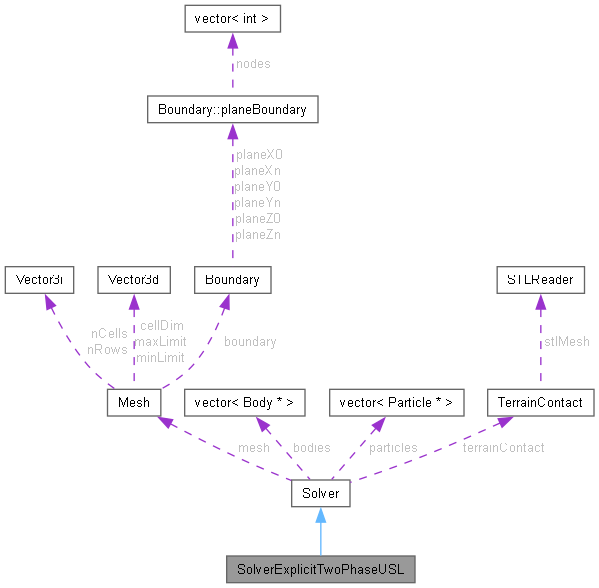 vector< int >
nodes
Boundary::planeBoundary
planeX0
planeXn
planeY0
planeYn
planeZ0
planeZn
Vector3i
Vector3d
Boundary
STLReader
nCells
nRows
cellDim
maxLimit
minLimit
boundary
stlMesh
Mesh
vector< Body * >
vector< Particle * >
TerrainContact
mesh
bodies
particles
terrainContact
Solver
SolverExplicitTwoPhaseUSL